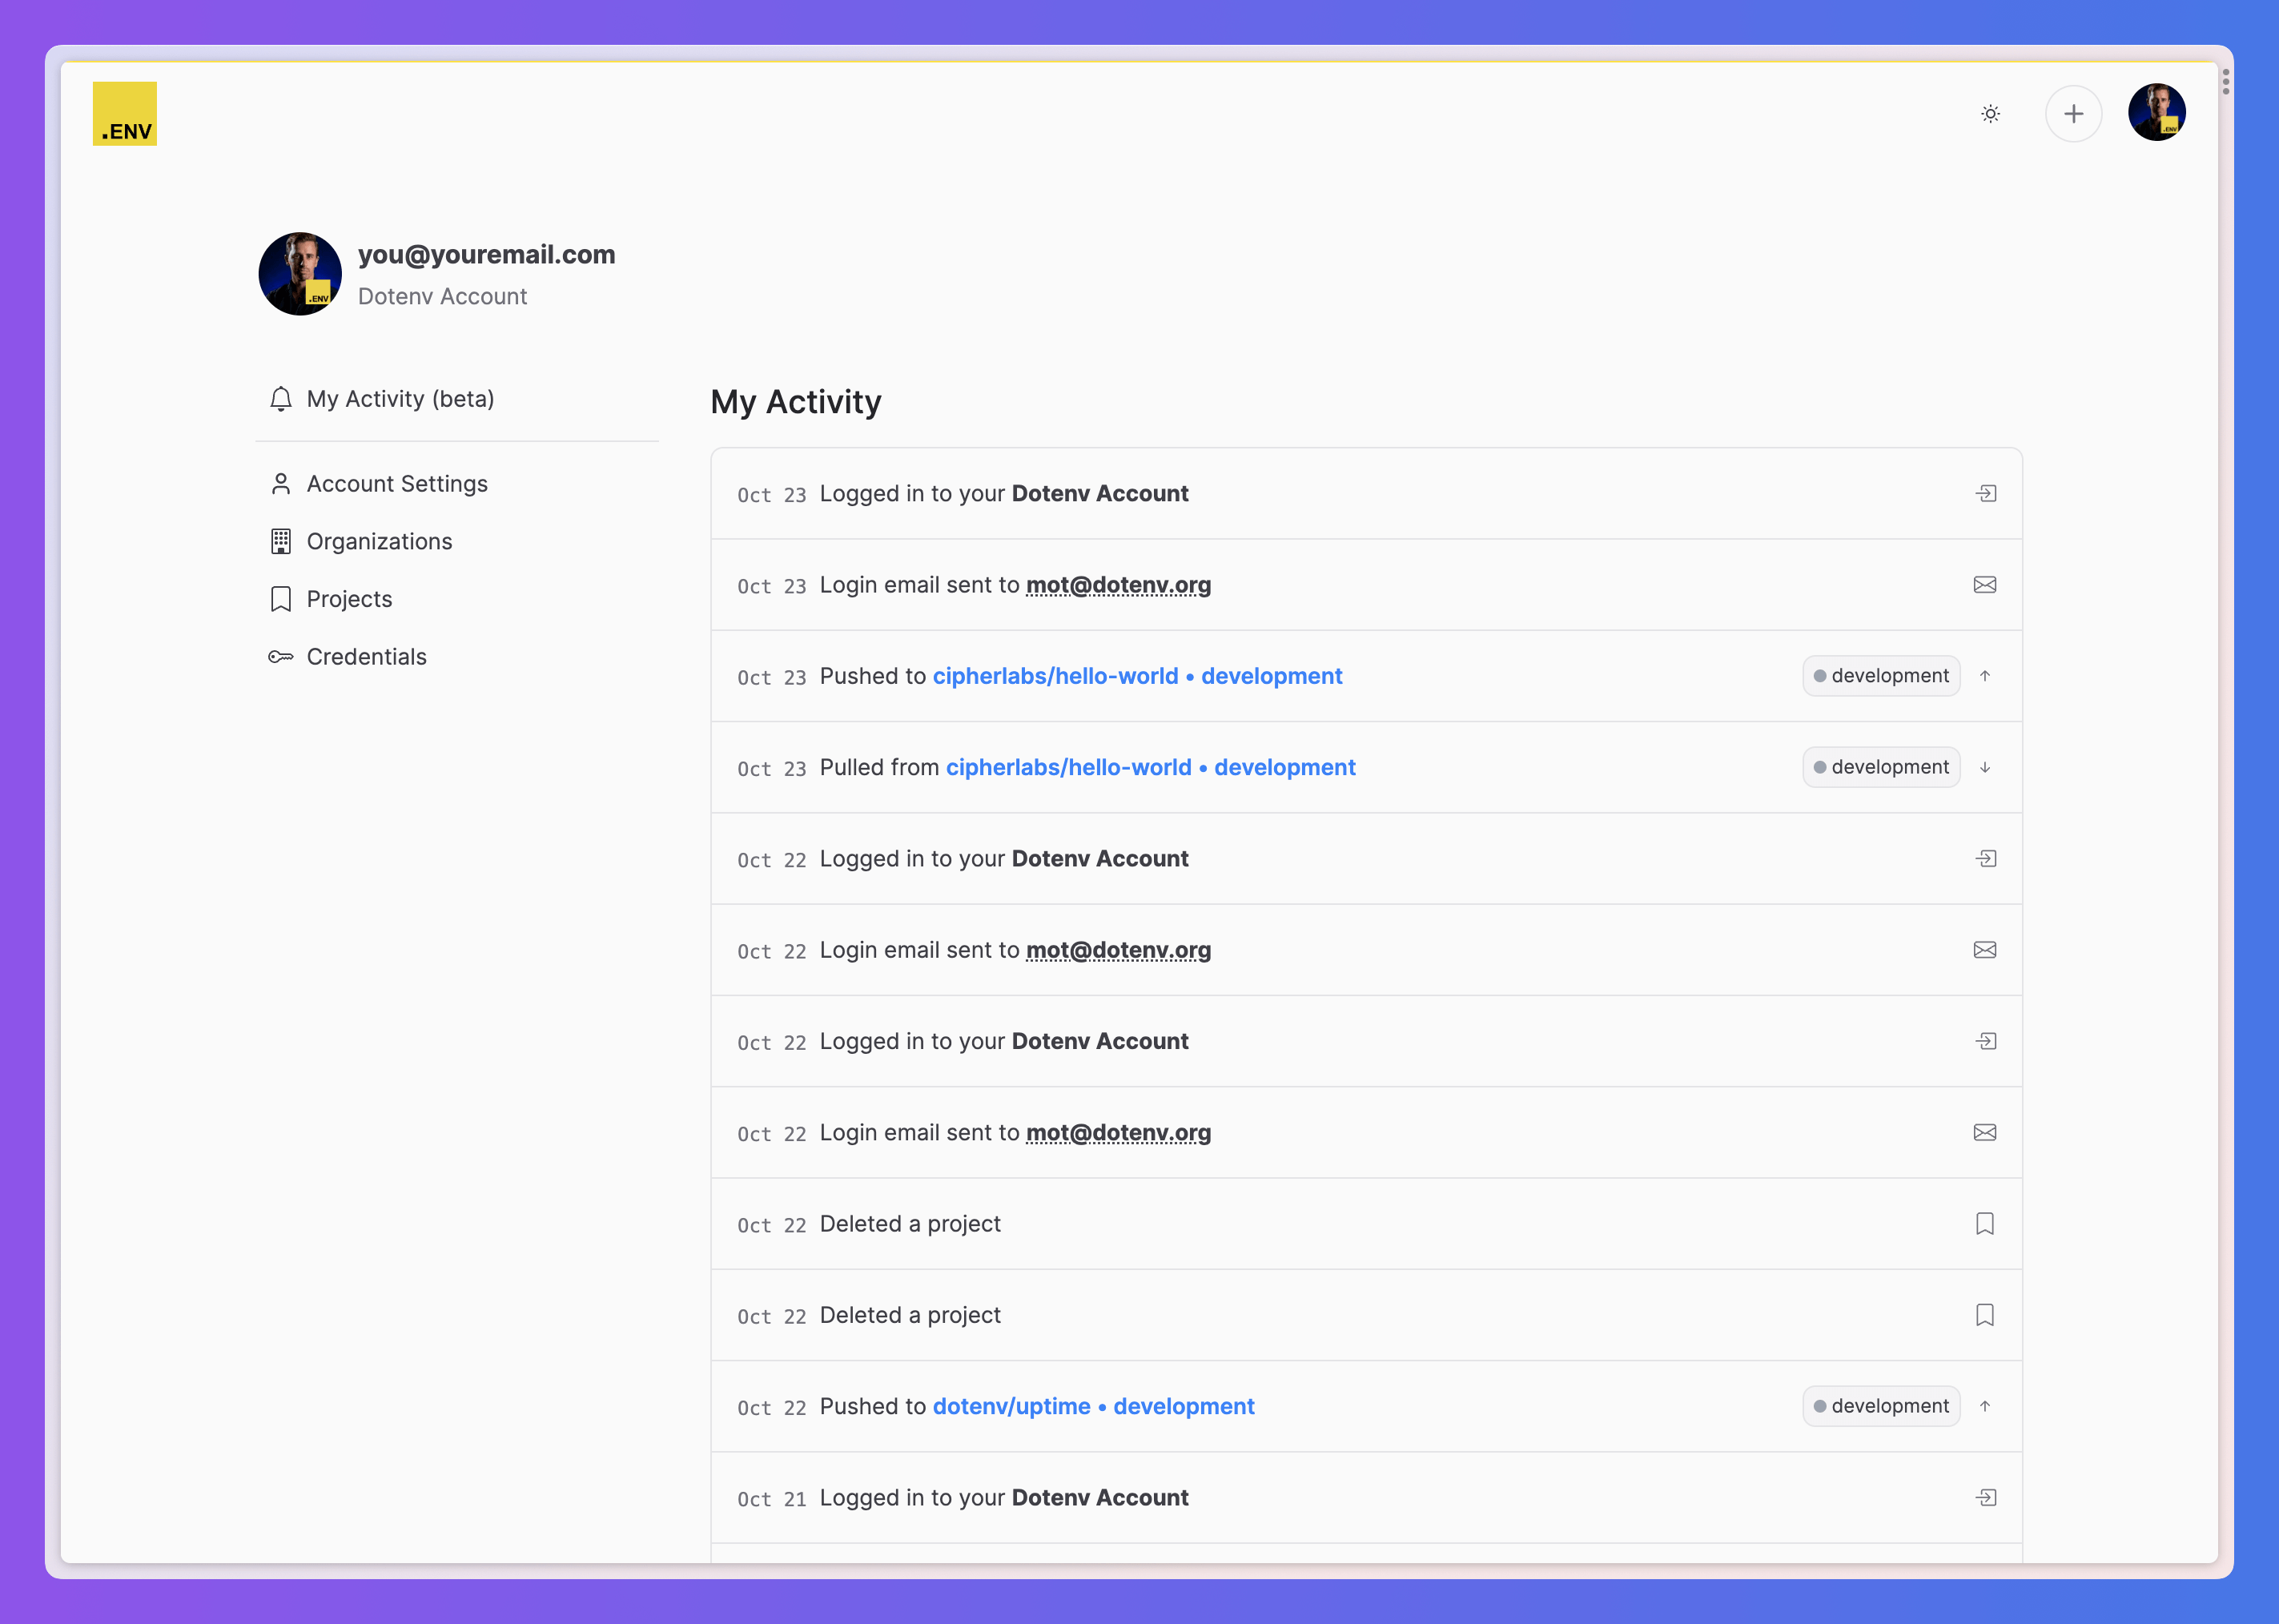 .ENV
.ENV
you@youremail.com
.ENV
Dotenv Account
My Activity (beta)
Account Settings
Organizations
Projects
Credentials
My Activity
Oct 23 Logged in to your Dotenv Account
Oct 23 Login email sent to mot@dotenv.org
Oct 23 Pushed to cipherlabs/hello-world • development development
Oct 23 Pulled from cipherlabs/hello-world • development development
Oct 22 Logged in to your Dotenv Account
Oct 22 Login email sent to mot@dotenv.org
Oct 22 Logged in to your Dotenv Account
Oct 22 Login email sent to mot@dotenv.org
Oct 22 Deleted a project
Oct 22 Deleted a project
Oct 22 Pushed to dotenv/uptime • development development
Oct 21 Logged in to your Dotenv Account